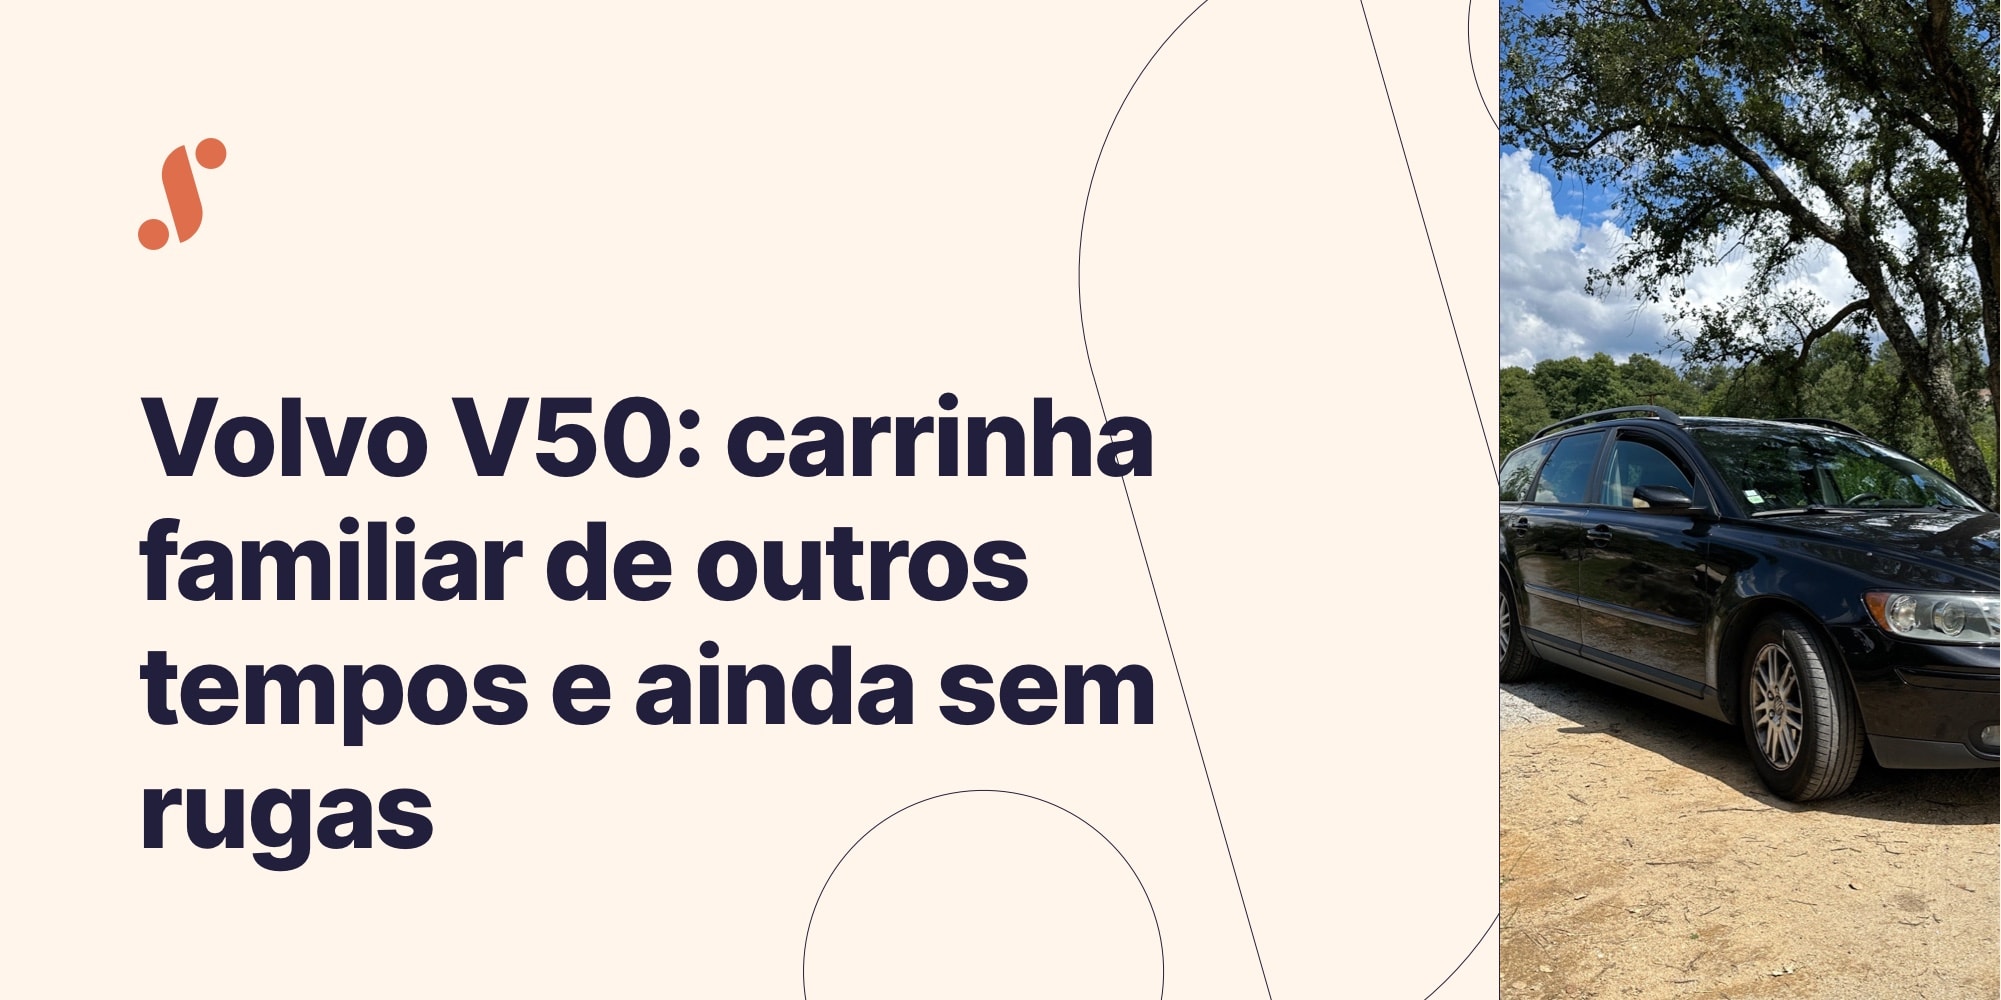 Volvo V50: carrinha
familiar de outros
tempos e ainda sem
rugas